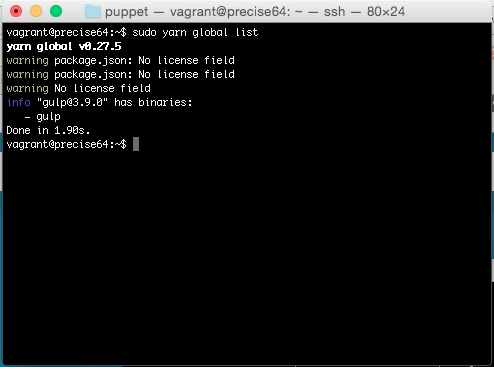 puppet — vagrant@precise64: ~ — ssh — 80×24
vagrant@precise64:~$ sudo yarn global list
yarn global v0.27.5
warning package.json: No license field
warning package.json: No license field
warning No license field
info "gulp@3.9.0" has binaries:
   - gulp
Done in 1.90s.
vagrant@precise64:~$